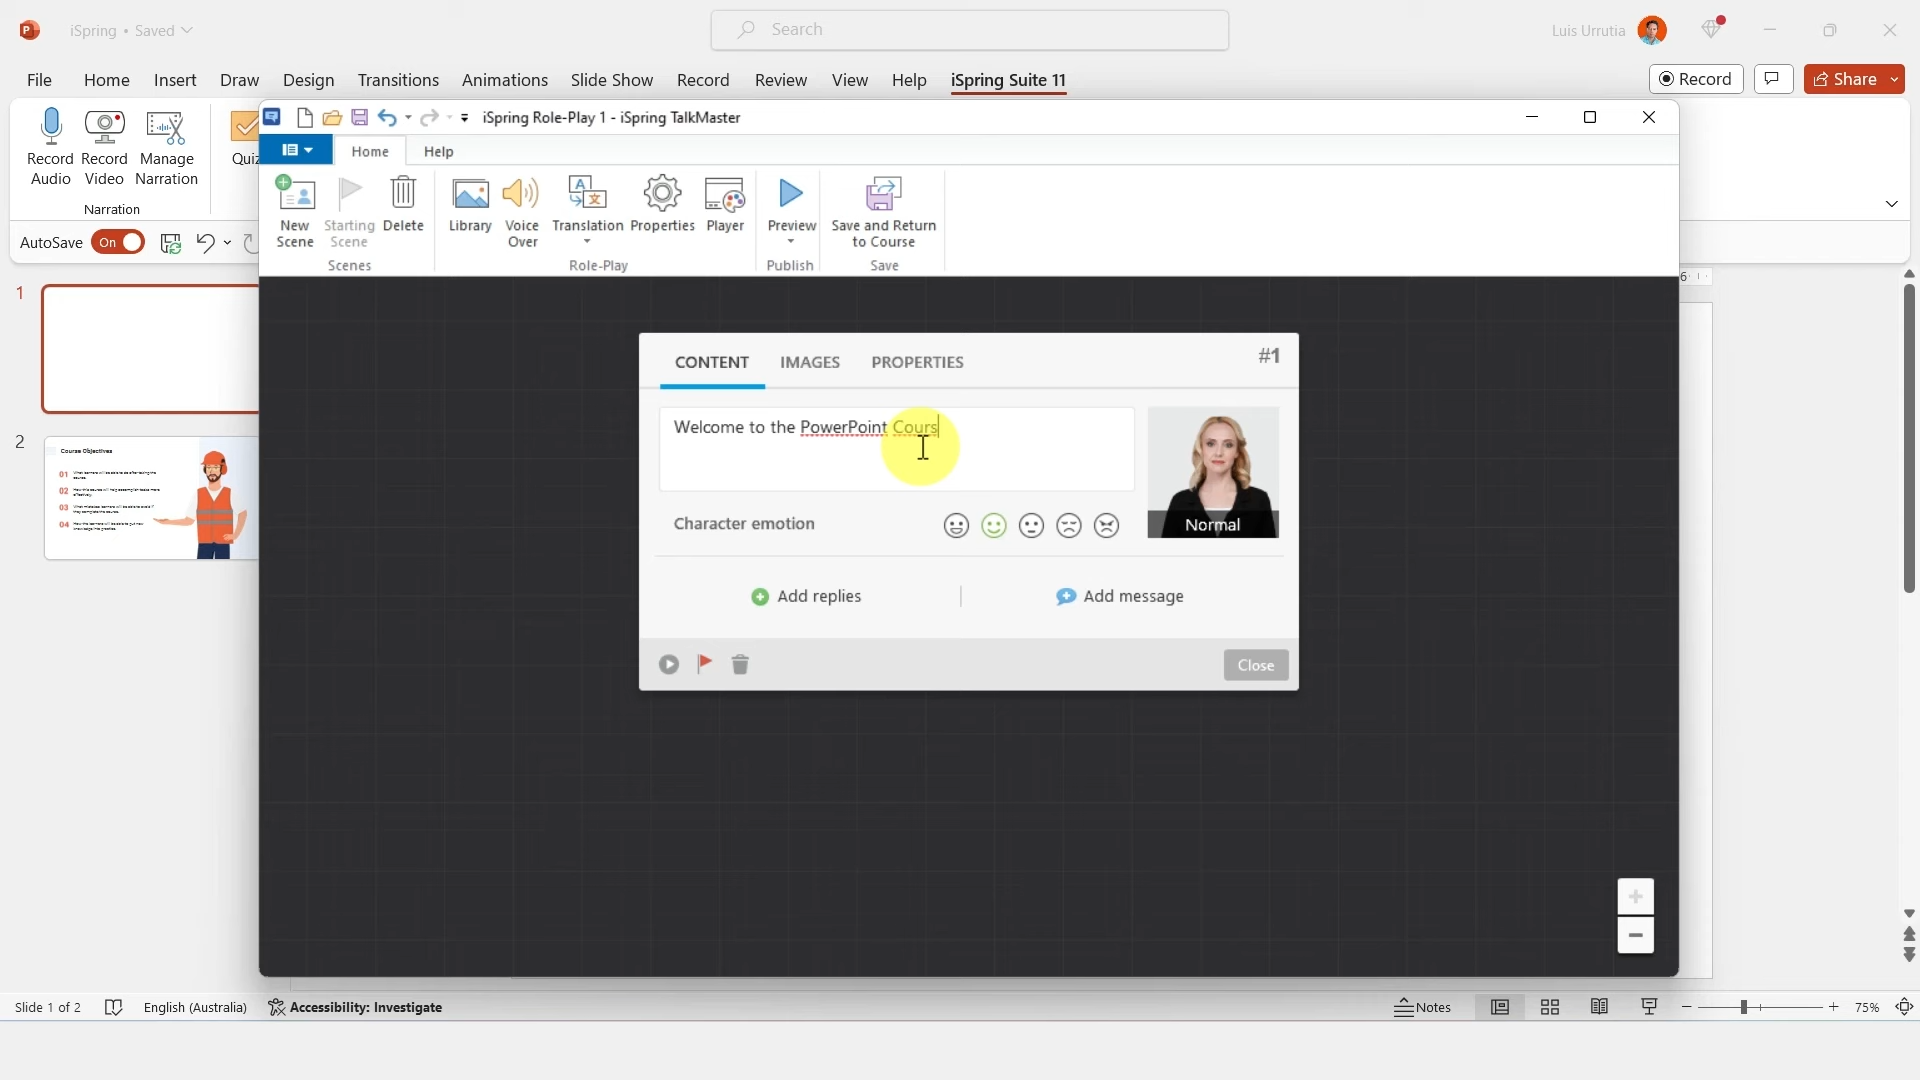 iSpring • Saved
Search
Luis Urrutia
File Home Insert Draw Design Transitions Animations Slide Show Record Review View Help iSpring Suite 11
Record
Share
Record Audio
Record Video
Manage Narration
Quiz
Narration
AutoSave On
iSpring Role-Play 1 - iSpring TalkMaster
Home Help
New Scene
Starting Scene
Delete
Library
Voice Over
Translation
Properties
Player
Preview
Save and Return to Course
Scenes
Role-Play
Publish
Save
6
1
2
Course Objectives
01
02
03
04
CONTENT IMAGES PROPERTIES
#1
Welcome to the PowerPoint Cours
Normal
Character emotion
Add replies
Add message
Close
Slide 1 of 2
English (Australia)
Accessibility: Investigate
Notes
75%